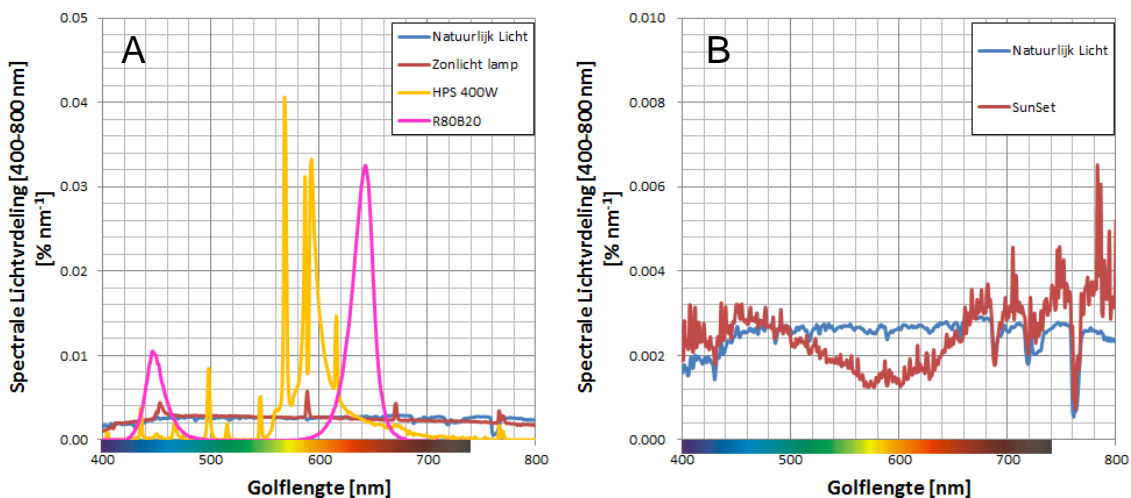 A
Spectrale Lichtvrdeling [400-800 nm]
[% nm-1]
0.05
0.04
0.03
0.02
0.01
0.00
400 500 600 700 800
Golflengte [nm]
Natuurlijk Licht
Zonlicht lamp
HPS 400W
R80B20
B
Spectrale Lichtvrdeling [400-800 nm]
[% nm-1]
0.010
0.008
0.006
0.004
0.002
0.000
400 500 600 700 800
Golflengte [nm]
Natuurlijk Licht
SunSet